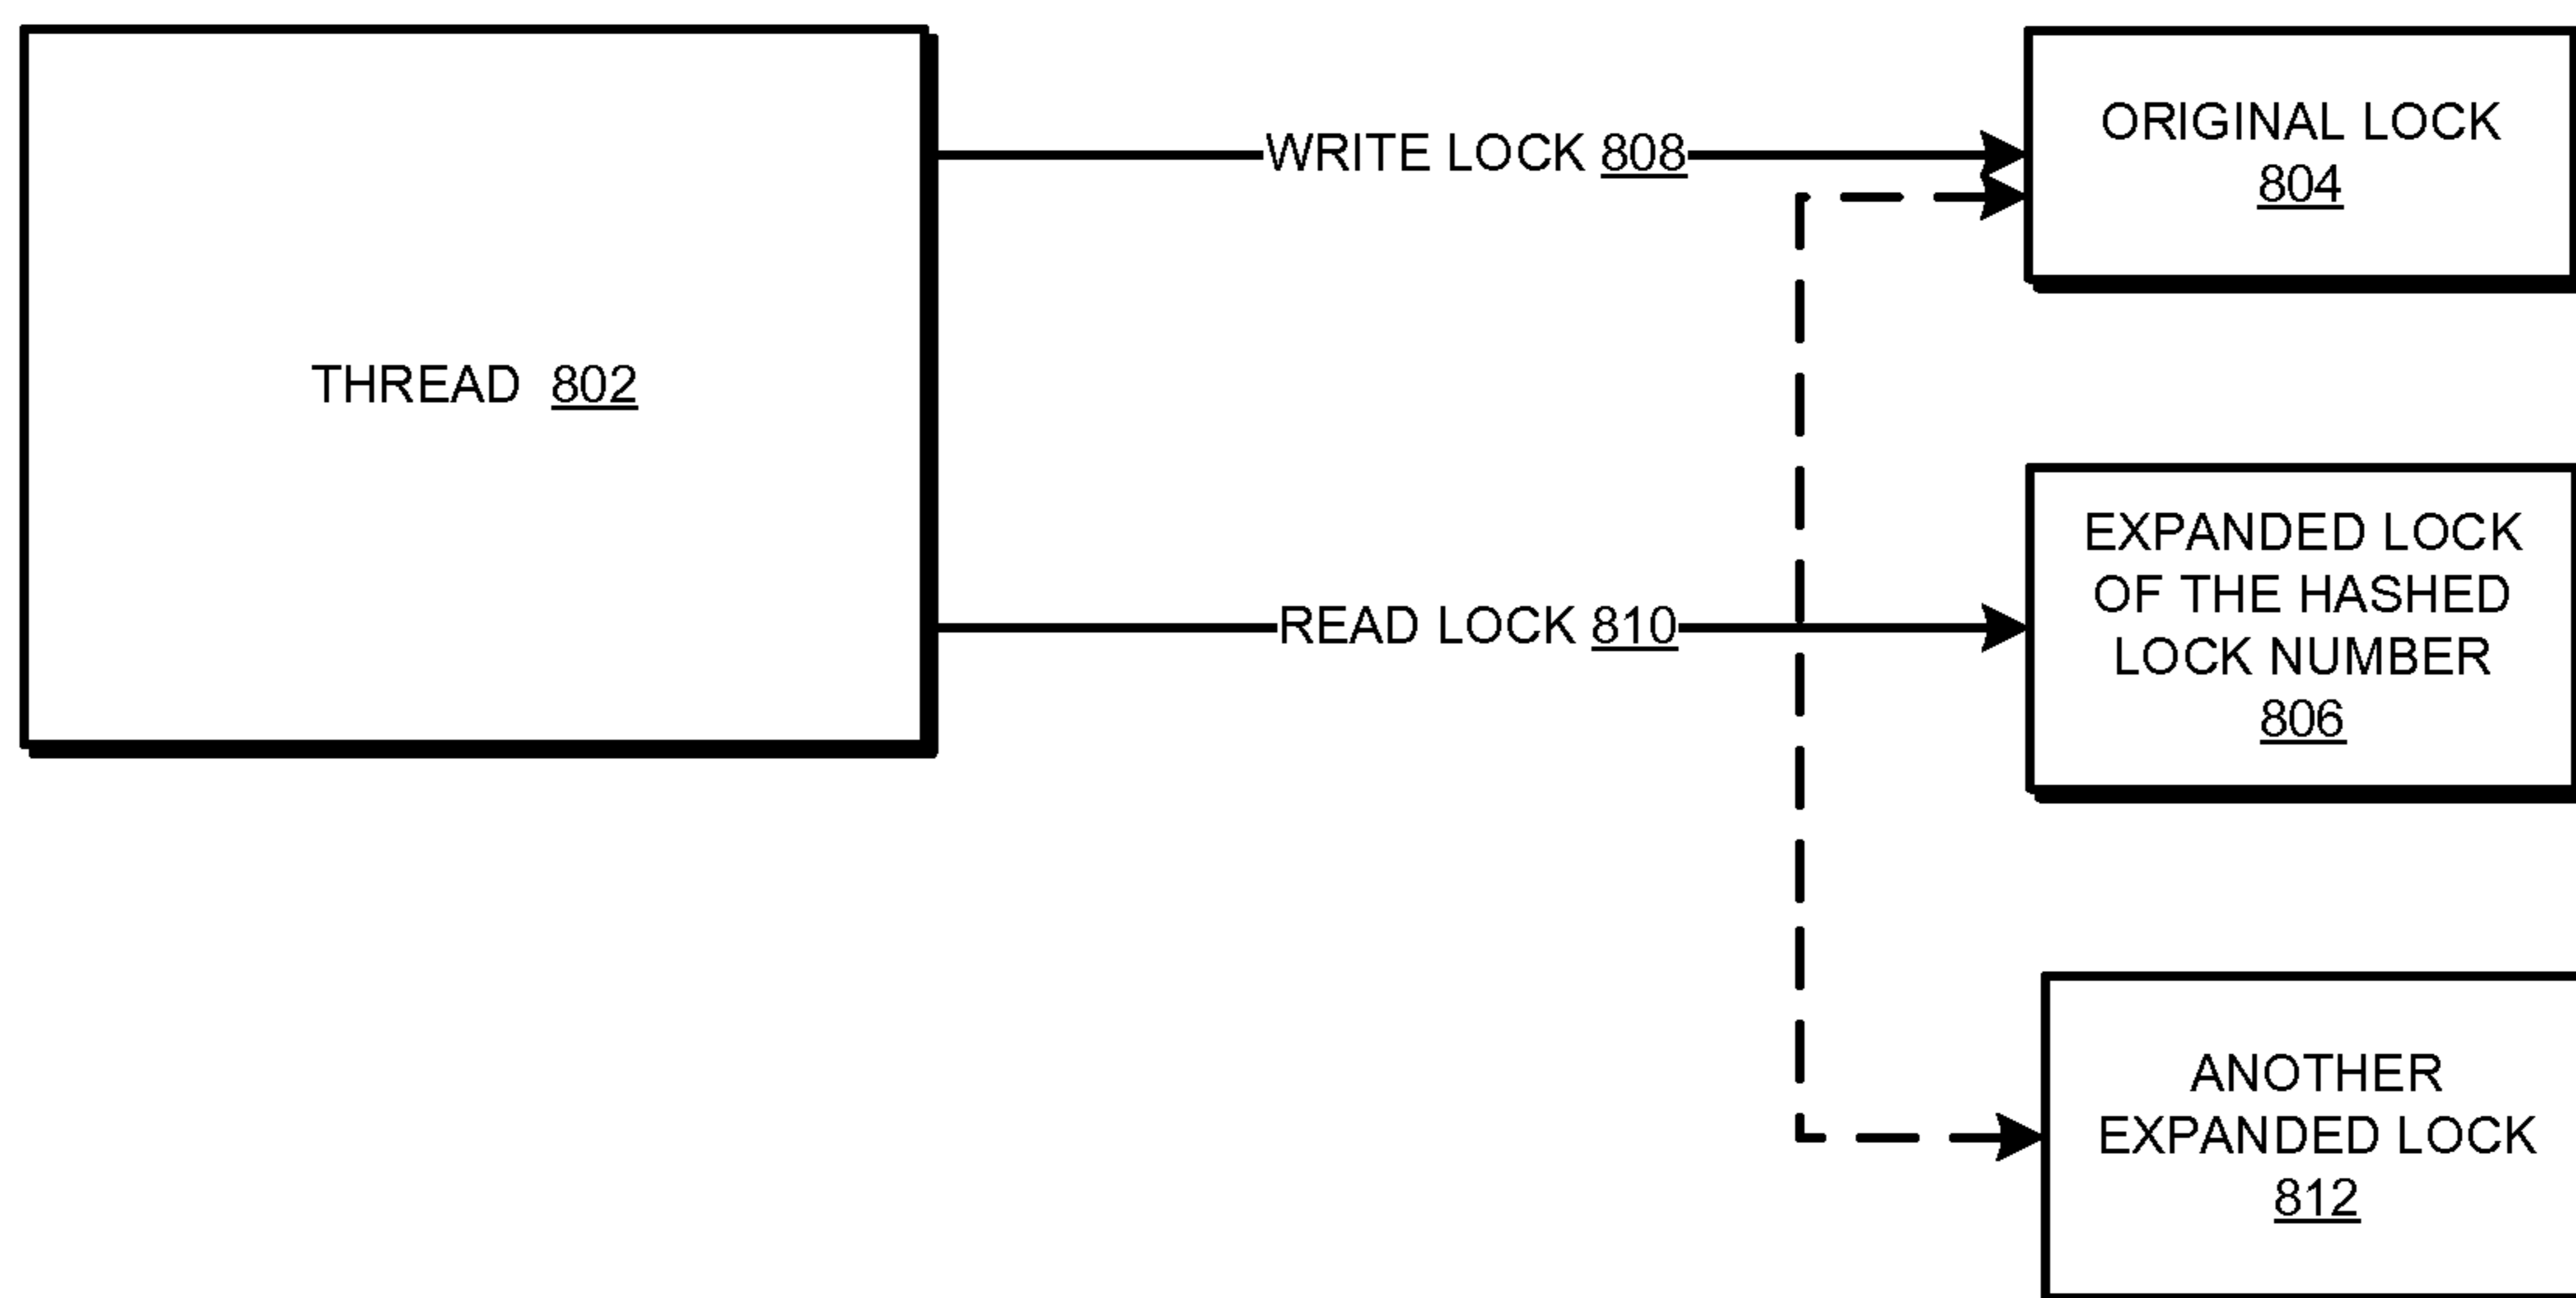 WRITE LOCK 808
ORIGINAL LOCK
804
THREAD 802
READ LOCK 810
EXPANDED LOCK
OF THE HASHED
LOCK NUMBER
806
ANOTHER
EXPANDED LOCK
812